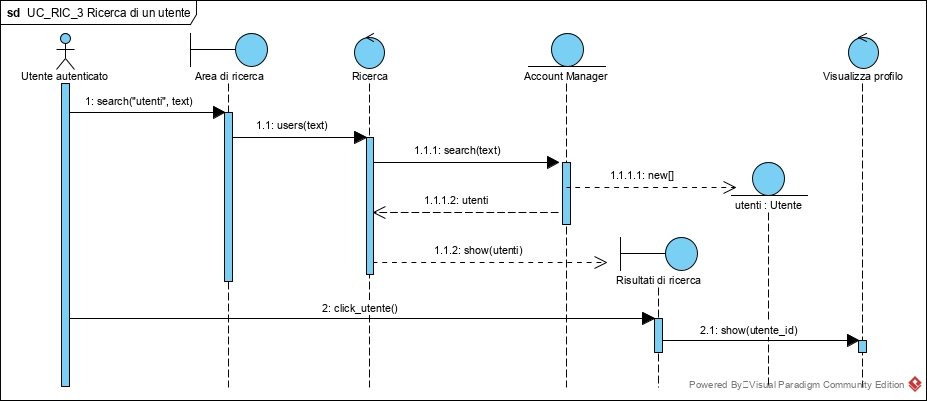 sd UC_RIC_3 Ricerca di un utente
Utente autenticato
Area di ricerca
Ricerca
Account Manager
Visualizza profilo
1: search("utenti", text)
1.1: users(text)
1.1.1: search(text)
1.1.1.1: new[]
utenti : Utente
1.1.1.2: utenti
1.1.2: show(utenti)
Risultati di ricerca
2: click_utente()
2.1: show(utente_id)
Powered By Visual Paradigm Community Edition